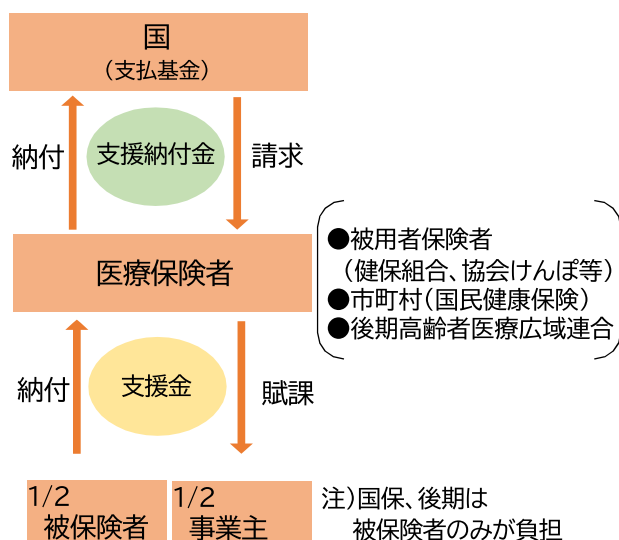 国
(支払基金)
納付
支援納付金
請求
医療保険者
●被用者保険者
(健保組合、協会けんぽ等)
●市町村(国民健康保険)
●後期高齢者医療広域連合
納付
支援金
賦課
1/2
被保険者
1/2
事業主
注)国保、後期は
被保険者のみが負担